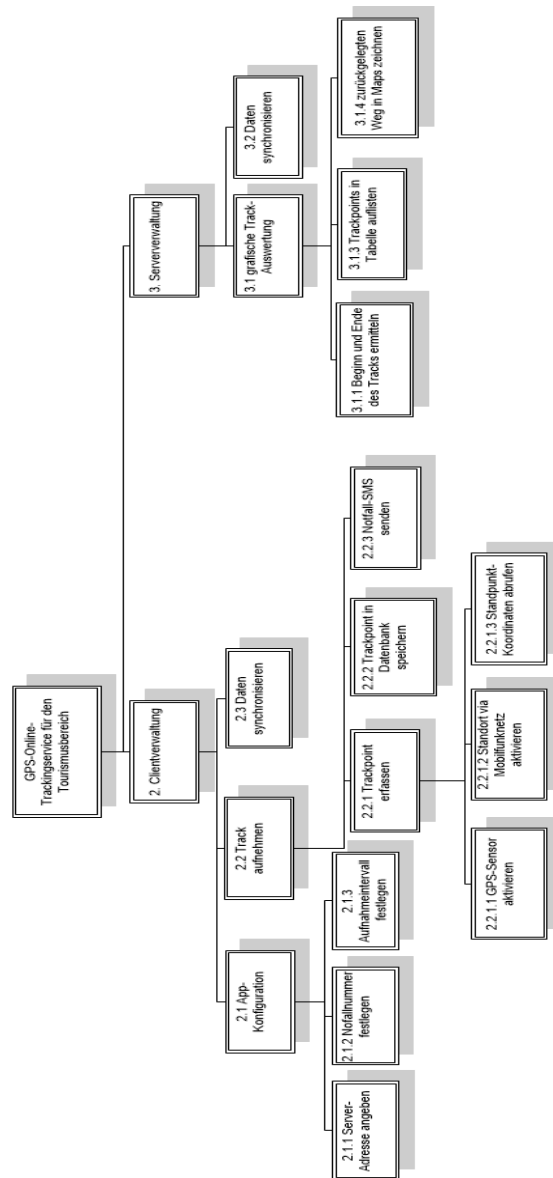 GPS-Online-
Trackingservice für den
Tourismusbereich
2. Clientverwaltung
3. Serververwaltung
2.1 App-
Konfiguration
2.2 Track
aufnehmen
2.3 Daten
synchronisieren
3.1 grafische Track-
Auswertung
3.2 Daten
synchronisieren
2.1.1 Server-
Adresse angeben
2.1.2 Nofallnummer
festlegen
2.1.3
Aufnahmeintervall
festlegen
2.2.1 Trackpoint
erfassen
2.2.2 Trackpoint in
Datenbank
speichern
2.2.3 Notfall-SMS
senden
3.1.1 Beginn und Ende
des Tracks ermitteln
3.1.3 Trackpoints in
Tabelle auflisten
3.1.4 zurückgelegten
Weg in Maps zeichnen
2.2.1.1 GPS-Sensor
aktivieren
2.2.1.2 Standort via
Mobilfunknetz
aktivieren
2.2.1.3 Standpunkt-
Koordinaten abrufen